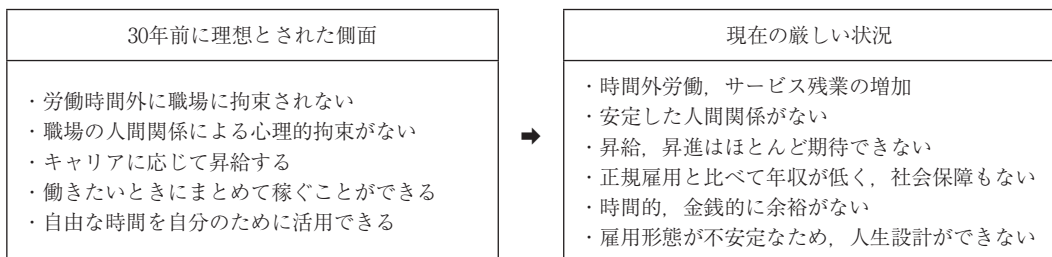 30年前に理想とされた側面
・労働時間外に職場に拘束されない
・職場の人間関係による心理的拘束がない
・キャリアに応じて昇給する
・働きたいときにまとめて稼ぐことができる
・自由な時間を自分のために活用できる
➡
現在の厳しい状況
・時間外労働，サービス残業の増加
・安定した人間関係がない
・昇給，昇進はほとんど期待できない
・正規雇用と比べて年収が低く，社会保障もない
・時間的，金銭的に余裕がない
・雇用形態が不安定なため，人生設計ができない